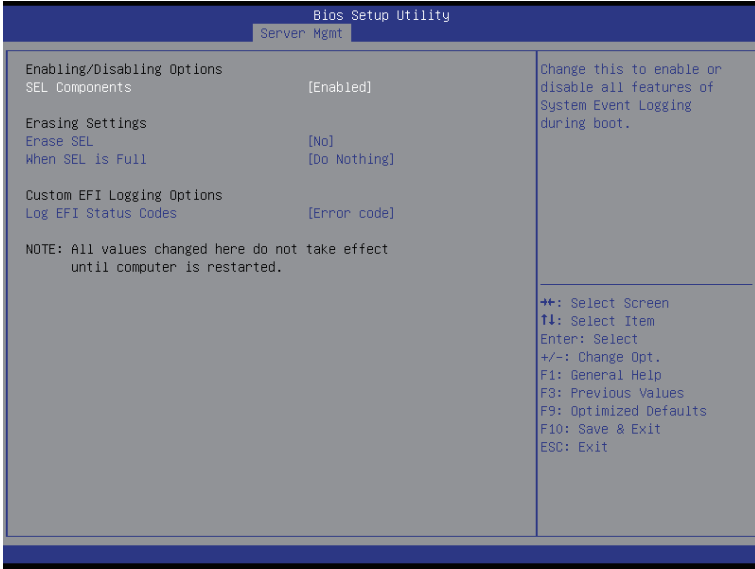 Bios Setup Utility
Server Mgmt
Enabling/Disabling Options
SEL Components [Enabled]
Erasing Settings
Erase SEL [No]
When SEL is Full [Do Nothing]
Custom EFI Logging Options
Log EFI Status Codes [Error code]
NOTE: All values changed here do not take effect
until computer is restarted.
Change this to enable or
disable all features of
System Event Logging
during boot.
→←: Select Screen
↑↓: Select Item
Enter: Select
+/-: Change Opt.
F1: General Help
F3: Previous Values
F9: Optimized Defaults
F10: Save & Exit
ESC: Exit